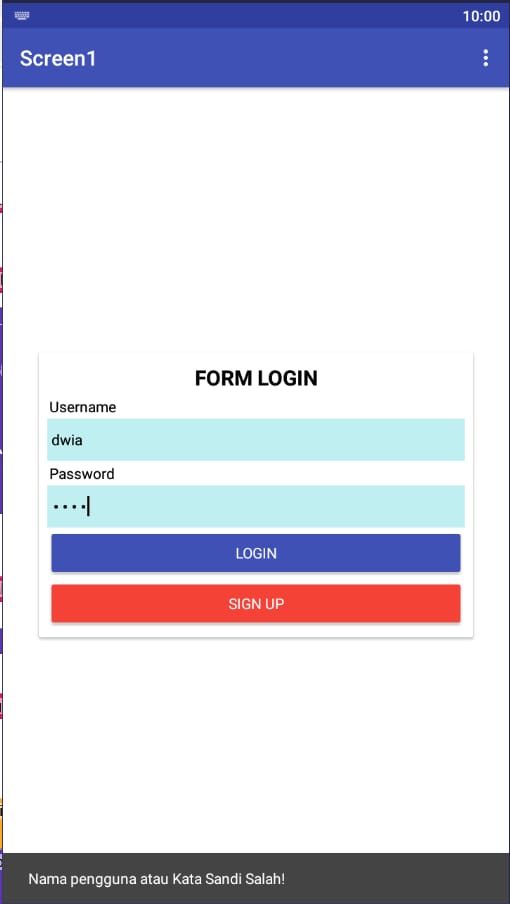 10:00
Screen1
FORM LOGIN
Username
dwia
Password
••••
LOGIN
SIGN UP
Nama pengguna atau Kata Sandi Salah!